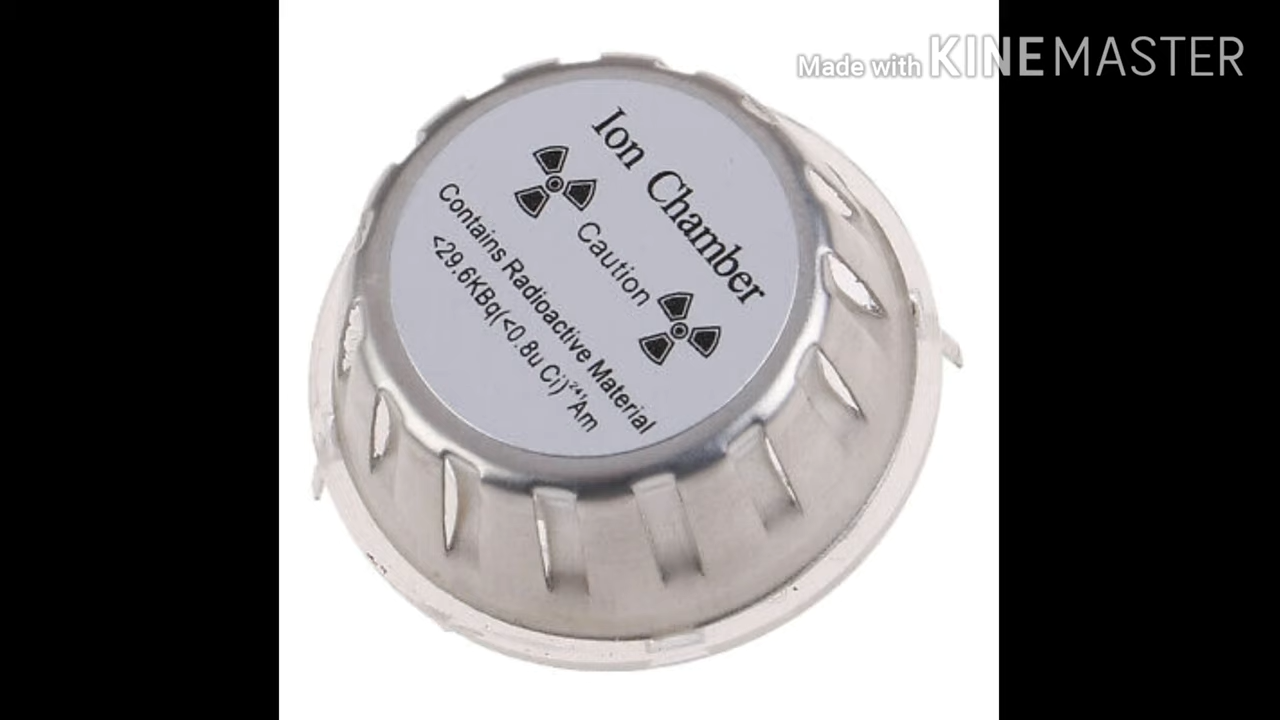 Made with KINEMASTER
Ion Chamber
Caution
Contains Radioactive Material
<29.6KBq(<0.8u Ci)²⁴¹Am